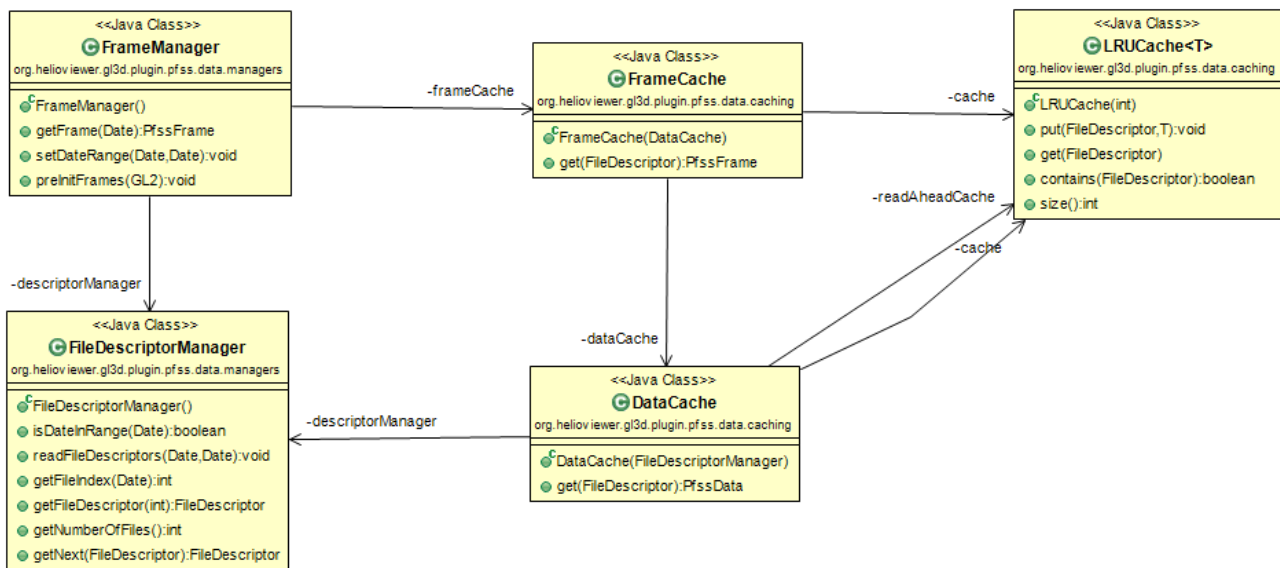 <<Java Class>>
FrameManager
org.helioviewer.gl3d.plugin.pfss.data.managers
FrameManager()
getFrame(Date):PfssFrame
setDateRange(Date,Date):void
preInitFrames(GL2):void
-frameCache
<<Java Class>>
FrameCache
org.helioviewer.gl3d.plugin.pfss.data.caching
FrameCache(DataCache)
get(FileDescriptor):PfssFrame
-cache
<<Java Class>>
LRUCache<T>
org.helioviewer.gl3d.plugin.pfss.data.caching
LRUCache(int)
put(FileDescriptor,T):void
get(FileDescriptor)
contains(FileDescriptor):boolean
size():int
-readAheadCache
-cache
-descriptorManager
-dataCache
<<Java Class>>
FileDescriptorManager
org.helioviewer.gl3d.plugin.pfss.data.managers
FileDescriptorManager()
isDateInRange(Date):boolean
readFileDescriptors(Date,Date):void
getFileIndex(Date):int
getFileDescriptor(int):FileDescriptor
getNumberOfFiles():int
getNext(FileDescriptor):FileDescriptor
-descriptorManager
<<Java Class>>
DataCache
org.helioviewer.gl3d.plugin.pfss.data.caching
DataCache(FileDescriptorManager)
get(FileDescriptor):PfssData